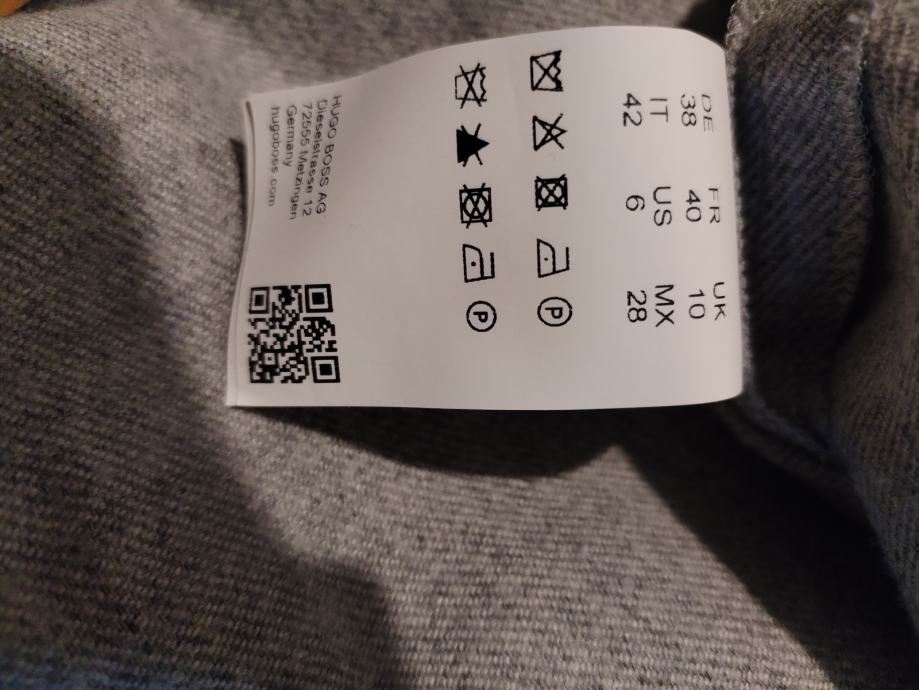 DE FR UK
38 40 10
IT US MX
42 6 28
P
P
HUGO BOSS AG
Dieselstrasse 12
72555 Metzingen
Germany
hugoboss.com